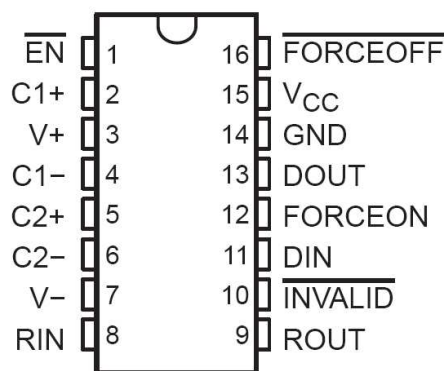 EN 1 16 FORCEOFF
C1+ 2 15 VCC
V+ 3 14 GND
C1− 4 13 DOUT
C2+ 5 12 FORCEON
C2− 6 11 DIN
V− 7 10 INVALID
RIN 8 9 ROUT